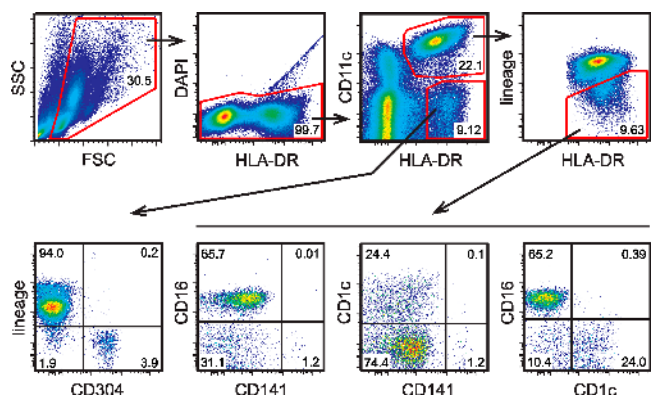 SSC
30.5
FSC
DAPI
99.7
HLA-DR
CD11c
22.1
9.12
HLA-DR
lineage
9.63
HLA-DR
lineage
94.0 0.2
1.9 3.9
CD304
CD16
65.7 0.01
31.1 1.2
CD141
CD1c
24.4 0.1
74.4 1.2
CD141
CD16
65.2 0.39
10.4 24.0
CD1c